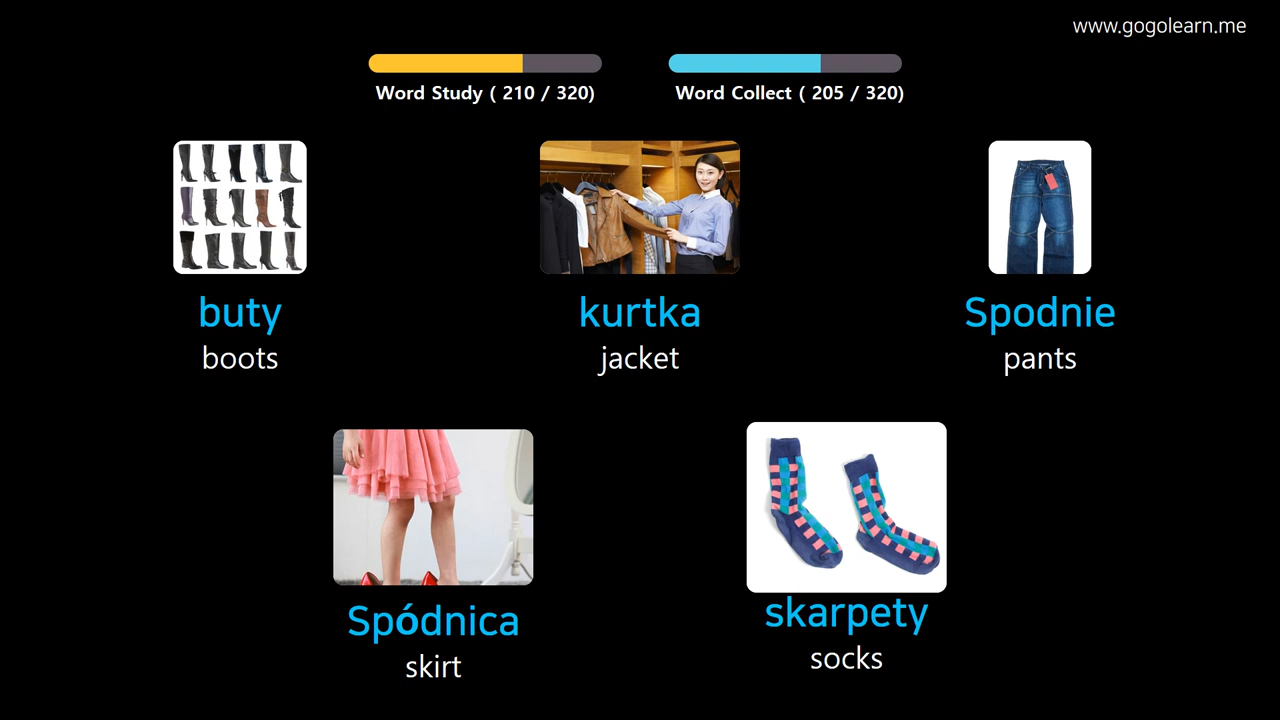 www.gogolearn.me
Word Study ( 210 / 320)
Word Collect ( 205 / 320)
buty
boots
kurtka
jacket
Spodnie
pants
Spódnica
skirt
skarpety
socks